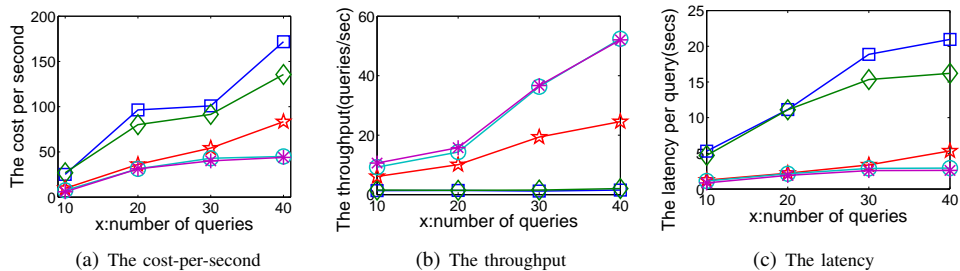 The cost per second
200
150
100
50
0
10 20 30 40
x:number of queries
(a) The cost-per-second
The throughput(queries/sec)
60
40
20
0
10 20 30 40
x:number of queries
(b) The throughput
The latency per query(secs)
25
20
15
10
5
0
10 20 30 40
x:number of queries
(c) The latency